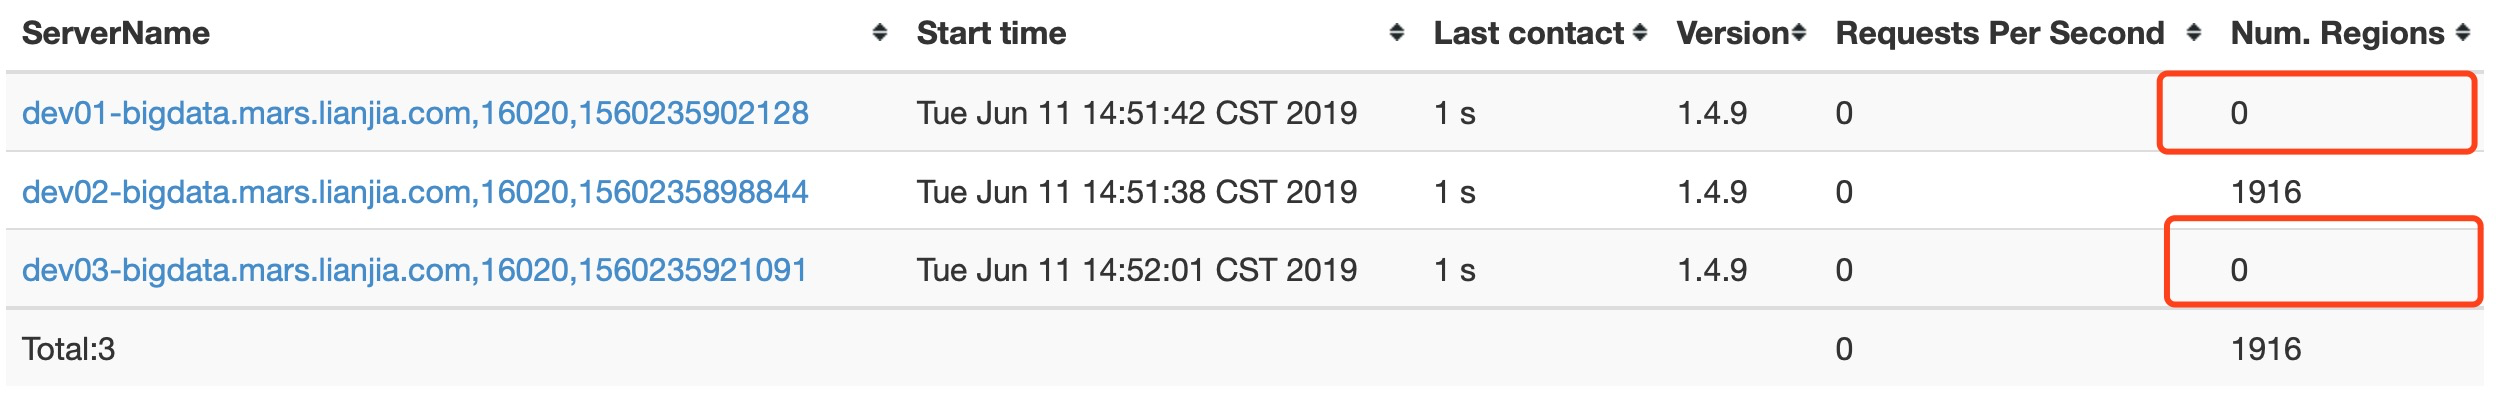 ServerName Start time Last contact Version Requests Per Second Num. Regions
dev01-bigdata.mars.lianjia.com,16020,1560235902128 Tue Jun 11 14:51:42 CST 2019 1 s 1.4.9 0 0
dev02-bigdata.mars.lianjia.com,16020,1560235898844 Tue Jun 11 14:51:38 CST 2019 1 s 1.4.9 0 1916
dev03-bigdata.mars.lianjia.com,16020,1560235921091 Tue Jun 11 14:52:01 CST 2019 1 s 1.4.9 0 0
Total:3 0 1916